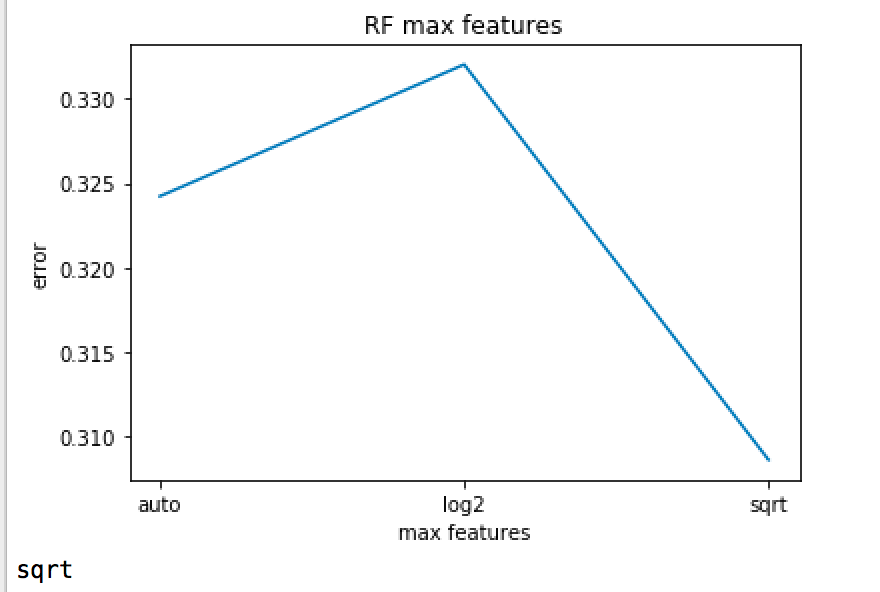 RF max features
0.330
0.325
0.320
0.315
0.310
error
auto log2 sqrt
max features
sqrt